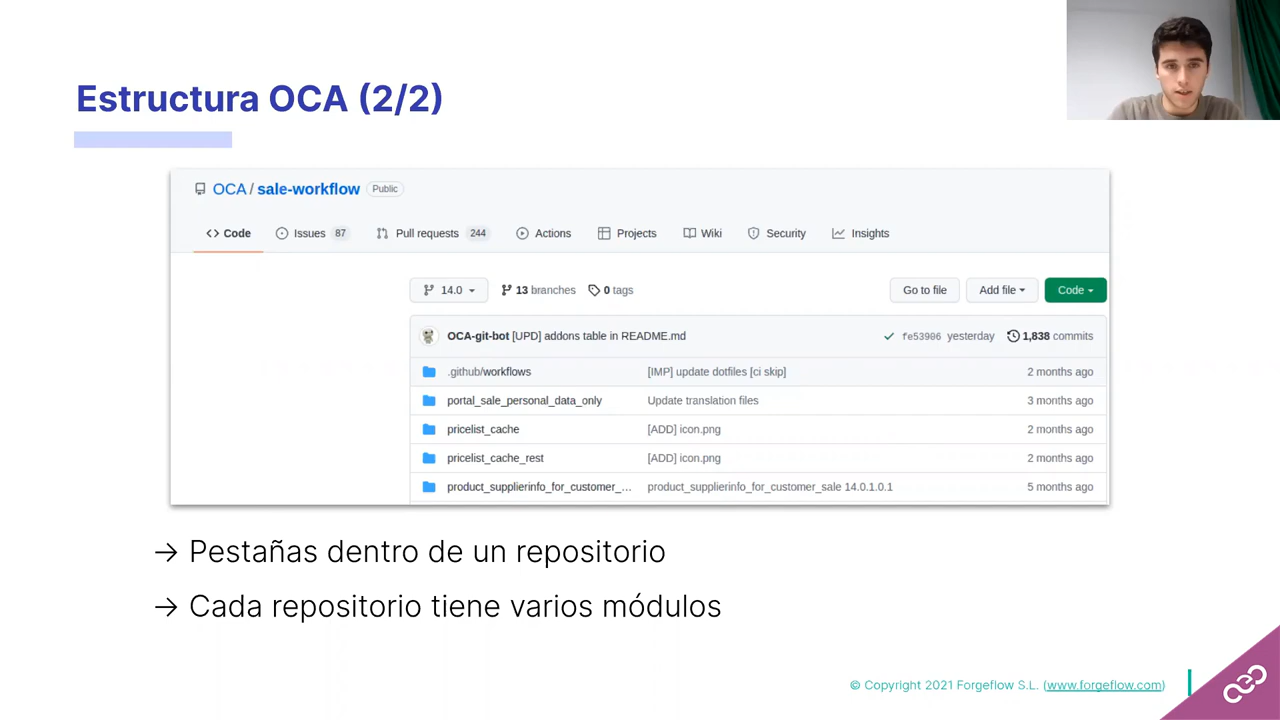 Estructura OCA (2/2)
OCA / sale-workflow Public
Code Issues 87 Pull requests 244 Actions Projects Wiki Security Insights
14.0 13 branches 0 tags Go to file Add file Code
OCA-git-bot [UPD] addons table in README.md fe53906 yesterday 1,838 commits
.github/workflows [IMP] update dotfiles [ci skip] 2 months ago
portal_sale_personal_data_only Update translation files 3 months ago
pricelist_cache [ADD] icon.png 2 months ago
pricelist_cache_rest [ADD] icon.png 2 months ago
product_supplierinfo_for_customer_... product_supplierinfo_for_customer_sale 14.0.1.0.1 5 months ago
→ Pestañas dentro de un repositorio
→ Cada repositorio tiene varios módulos
© Copyright 2021 Forgeflow S.L. (www.forgeflow.com)